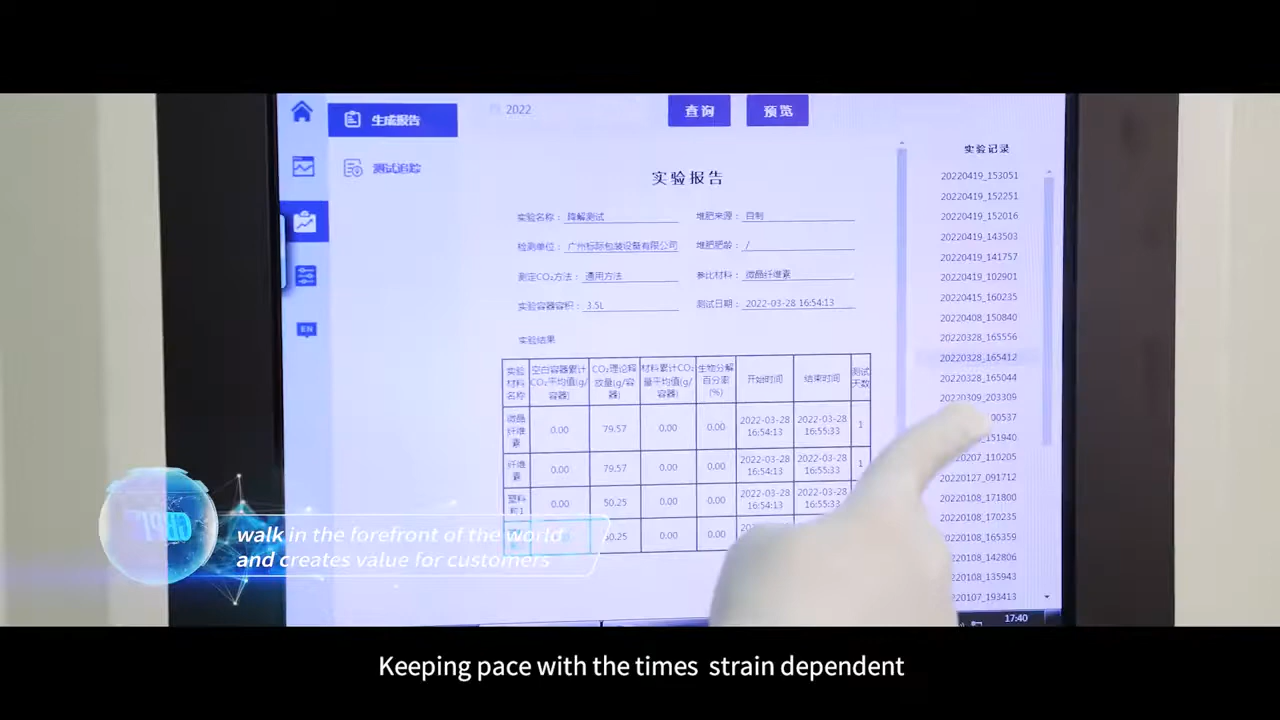 生成报告
测试追踪
EN
2022
查询
预览
实验报告
实验名称：降解测试
堆肥来源：自制
检测单位：广州标际包装设备有限公司
堆肥肥龄：/
测定CO₂方法：通用方法
参比材料：微晶纤维素
实验容器容积：3.5L
测试日期：2022-03-28 16:54:13
实验结果
实验材料名称 空白容器累计CO₂平均值(g/容器) CO₂理论释放量(g/容器) 材料累计CO₂量平均值(g/容器) 生物分解百分率(%) 开始时间 结束时间 测试天数
微晶纤维素 0.00 79.57 0.00 0.00 2022-03-28 16:54:13 2022-03-28 16:55:33 1
纤维素 0.00 79.57 0.00 0.00 2022-03-28 16:54:13 2022-03-28 16:55:33 1
塑料粒1 0.00 50.25 0.00 0.00 2022-03-28 16:54:13 2022-03-28 16:55:33
0.25 0.00 0.00
实验记录
20220419_153051
20220419_152251
20220419_152016
20220419_143503
20220419_141757
20220419_102901
20220415_160235
20220408_150840
20220328_165556
20220328_165412
20220328_165044
20220309_203309
00537
151940
0207_110205
20220127_091712
20220108_171800
20220108_170235
20220108_165359
20220108_142806
220108_135943
220107_193413
17:40
walk in the forefront of the world
and creates value for customers
Keeping pace with the times strain dependent